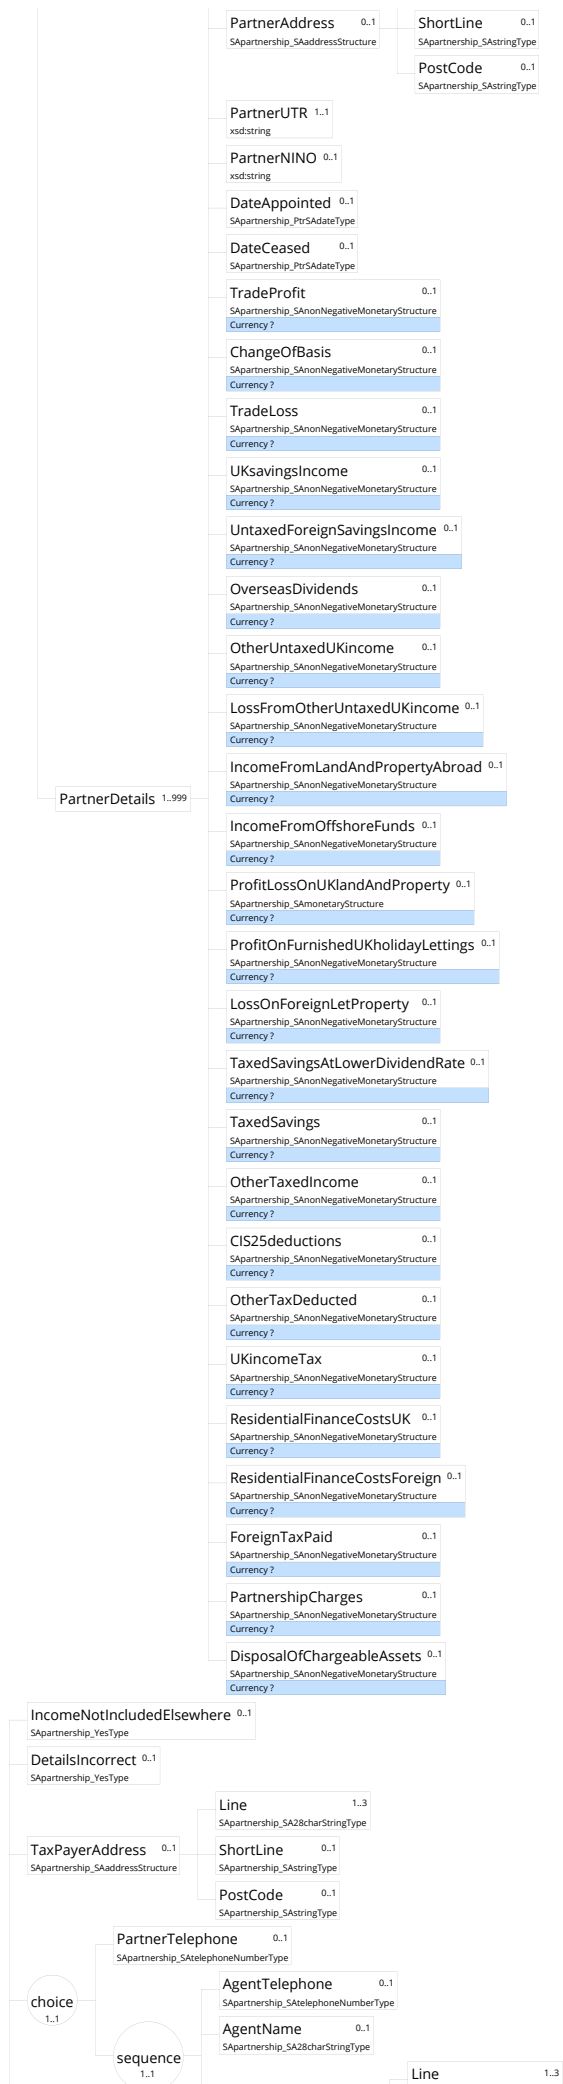 PartnerAddress 0..1
SApartnership_SAaddressStructure
ShortLine 0..1
SApartnership_SAstringType
PostCode 0..1
SApartnership_SAstringType
PartnerUTR 1..1
xsd:string
PartnerNINO 0..1
xsd:string
DateAppointed 0..1
SApartnership_PtrSAdateType
DateCeased 0..1
SApartnership_PtrSAdateType
TradeProfit 0..1
SApartnership_SAnonNegativeMonetaryStructure
Currency ?
ChangeOfBasis 0..1
SApartnership_SAnonNegativeMonetaryStructure
Currency ?
TradeLoss 0..1
SApartnership_SAnonNegativeMonetaryStructure
Currency ?
UKsavingsIncome 0..1
SApartnership_SAnonNegativeMonetaryStructure
Currency ?
UntaxedForeignSavingsIncome 0..1
SApartnership_SAnonNegativeMonetaryStructure
Currency ?
OverseasDividends 0..1
SApartnership_SAnonNegativeMonetaryStructure
Currency ?
OtherUntaxedUKincome 0..1
SApartnership_SAnonNegativeMonetaryStructure
Currency ?
LossFromOtherUntaxedUKincome 0..1
SApartnership_SAnonNegativeMonetaryStructure
Currency ?
PartnerDetails 1..999
IncomeFromLandAndPropertyAbroad 0..1
SApartnership_SAnonNegativeMonetaryStructure
Currency ?
IncomeFromOffshoreFunds 0..1
SApartnership_SAnonNegativeMonetaryStructure
Currency ?
ProfitLossOnUKlandAndProperty 0..1
SApartnership_SAmonetaryStructure
Currency ?
ProfitOnFurnishedUKholidayLettings 0..1
SApartnership_SAnonNegativeMonetaryStructure
Currency ?
LossOnForeignLetProperty 0..1
SApartnership_SAnonNegativeMonetaryStructure
Currency ?
TaxedSavingsAtLowerDividendRate 0..1
SApartnership_SAnonNegativeMonetaryStructure
Currency ?
TaxedSavings 0..1
SApartnership_SAnonNegativeMonetaryStructure
Currency ?
OtherTaxedIncome 0..1
SApartnership_SAnonNegativeMonetaryStructure
Currency ?
CIS25deductions 0..1
SApartnership_SAnonNegativeMonetaryStructure
Currency ?
OtherTaxDeducted 0..1
SApartnership_SAnonNegativeMonetaryStructure
Currency ?
UKincomeTax 0..1
SApartnership_SAnonNegativeMonetaryStructure
Currency ?
ResidentialFinanceCostsUK 0..1
SApartnership_SAnonNegativeMonetaryStructure
Currency ?
ResidentialFinanceCostsForeign 0..1
SApartnership_SAnonNegativeMonetaryStructure
Currency ?
ForeignTaxPaid 0..1
SApartnership_SAnonNegativeMonetaryStructure
Currency ?
PartnershipCharges 0..1
SApartnership_SAnonNegativeMonetaryStructure
Currency ?
DisposalOfChargeableAssets 0..1
SApartnership_SAnonNegativeMonetaryStructure
Currency ?
IncomeNotIncludedElsewhere 0..1
SApartnership_YesType
DetailsIncorrect 0..1
SApartnership_YesType
TaxPayerAddress 0..1
SApartnership_SAaddressStructure
Line 1..3
SApartnership_SA28charStringType
ShortLine 0..1
SApartnership_SAstringType
PostCode 0..1
SApartnership_SAstringType
choice
1..1
PartnerTelephone 0..1
SApartnership_SAtelephoneNumberType
sequence
1..1
AgentTelephone 0..1
SApartnership_SAtelephoneNumberType
AgentName 0..1
SApartnership_SA28charStringType
Line 1..3